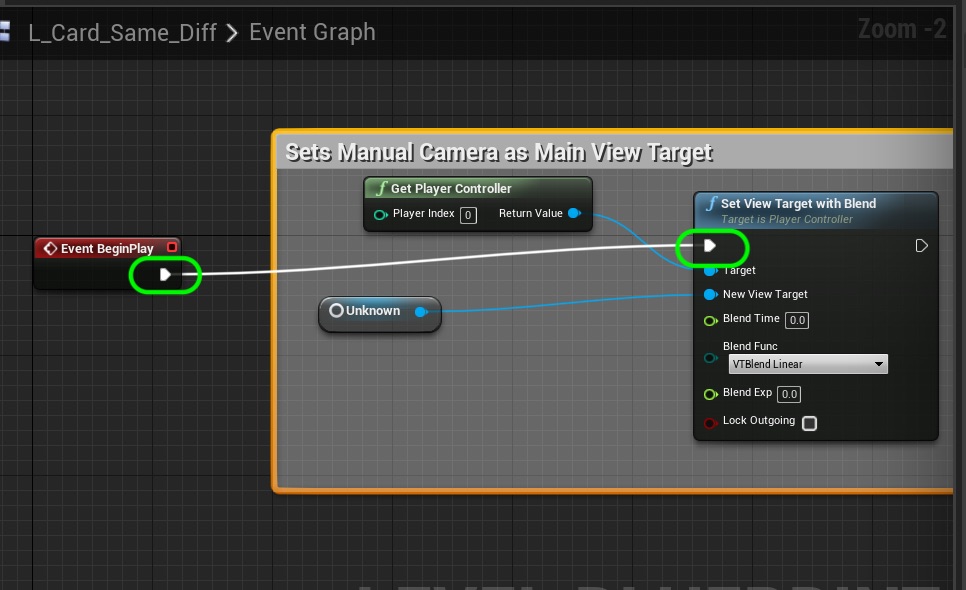 L_Card_Same_Diff > Event Graph
Zoom -2
Sets Manual Camera as Main View Target
f Get Player Controller
Player Index 0
Return Value
f Set View Target with Blend
Target is Player Controller
Event BeginPlay
Target
Unknown
New View Target
Blend Time 0.0
Blend Func
VTBlend Linear
Blend Exp 0.0
Lock Outgoing